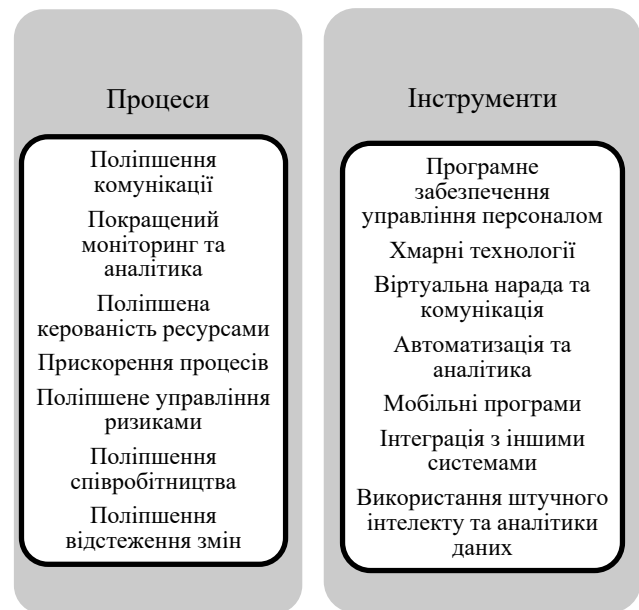 Процеси
Поліпшення
комунікації
Покращений
моніторинг та
аналітика
Поліпшена
керованість ресурсами
Прискорення процесів
Поліпшене управління
ризиками
Поліпшення
співробітництва
Поліпшення
відстеження змін
Інструменти
Програмне
забезпечення
управління персоналом
Хмарні технології
Віртуальна нарада та
комунікація
Автоматизація та
аналітика
Мобільні програми
Інтеграція з іншими
системами
Використання штучного
інтелекту та аналітики
даних